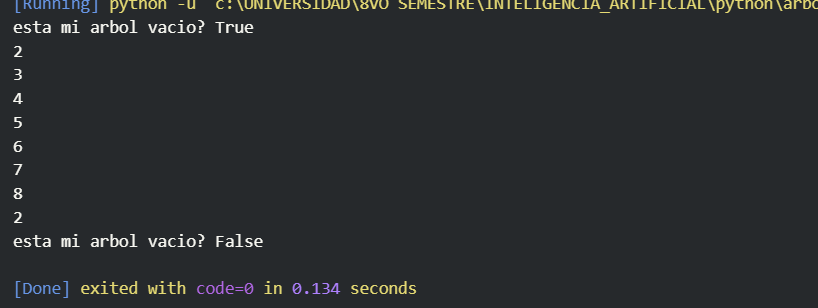 [Running] python -u "c:\UNIVERSIDAD\8VO SEMESTRE\INTELIGENCIA_ARTIFICIAL\python\arbo
esta mi arbol vacio? True
2
3
4
5
6
7
8
2
esta mi arbol vacio? False
[Done] exited with code=0 in 0.134 seconds